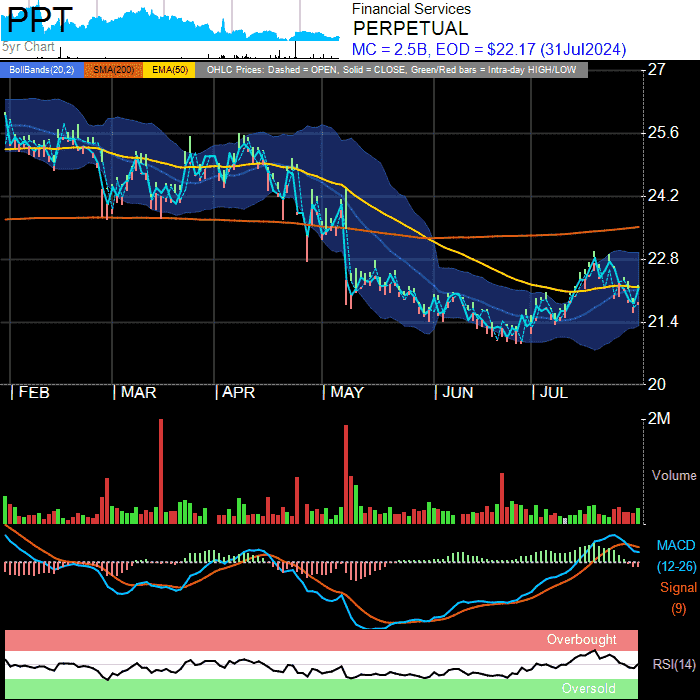 PPT
5yr Chart
Financial Services
PERPETUAL
MC = 2.5B, EOD = $22.17 (31Jul2024)
BollBands(20,2) SMA(200) EMA(50) OHLC Prices: Dashed = OPEN, Solid = CLOSE, Green/Red bars = Intra-day HIGH/LOW
27
25.6
24.2
22.8
21.4
20
| FEB | MAR | APR | MAY | JUN | JUL
2M
Volume
MACD
(12-26)
Signal
(9)
Overbought
RSI(14)
Oversold